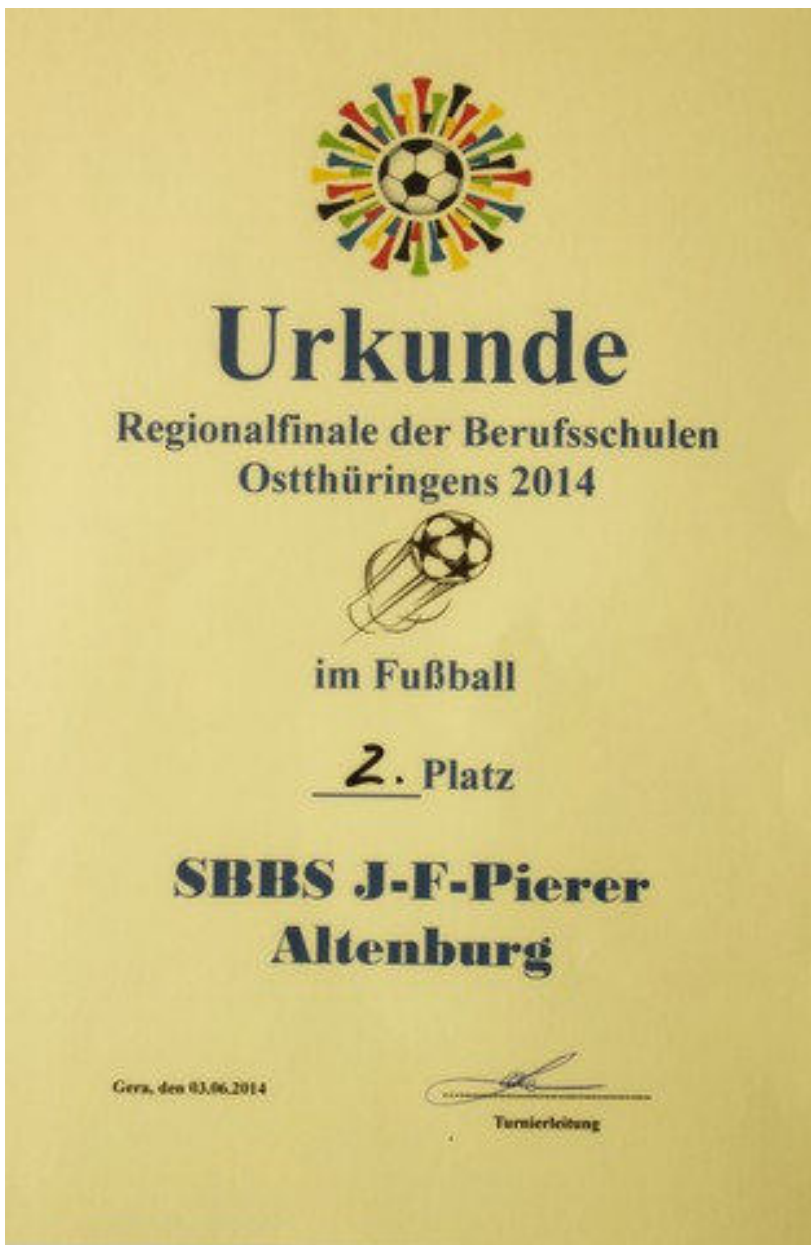 Urkunde
Regionalfinale der Berufsschulen
Ostthüringens 2014
im Fußball
2. Platz
SBBS J-F-Pierer
Altenburg
Gera, den 03.06.2014
Turnierleitung